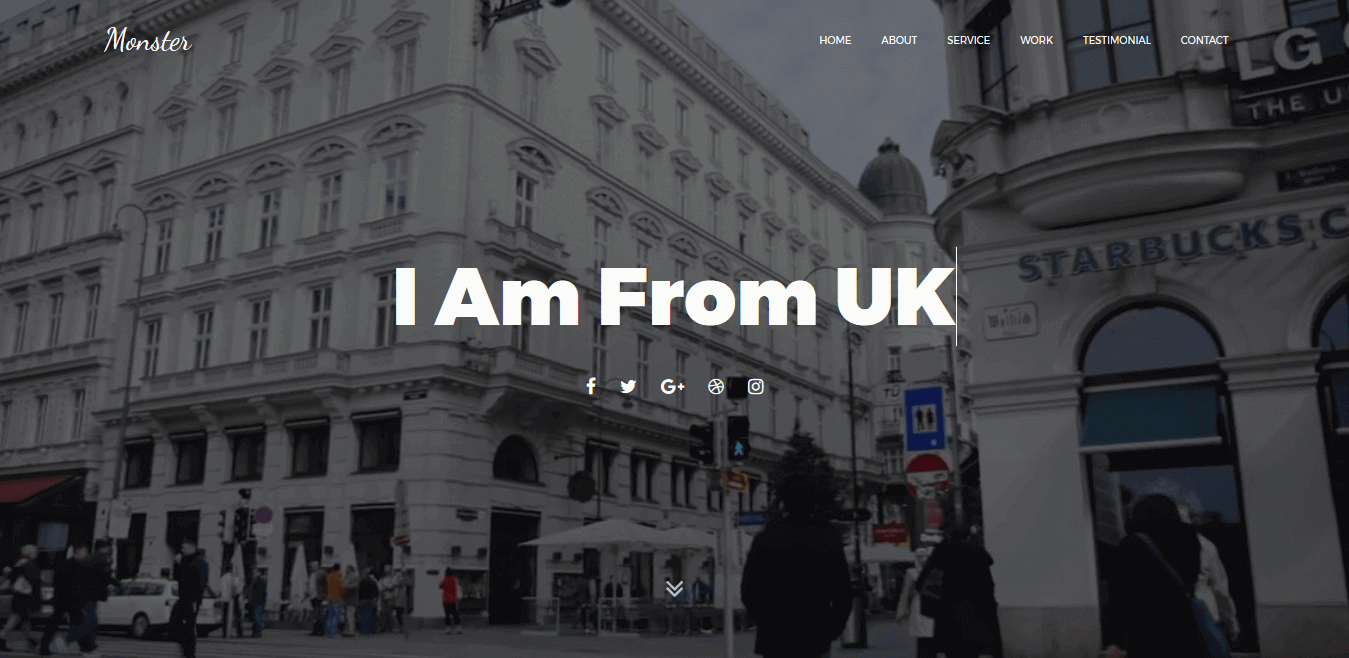 Monster
HOME ABOUT SERVICE WORK TESTIMONIAL CONTACT
LG
THE U
STARBUCKS C
I Am From UK